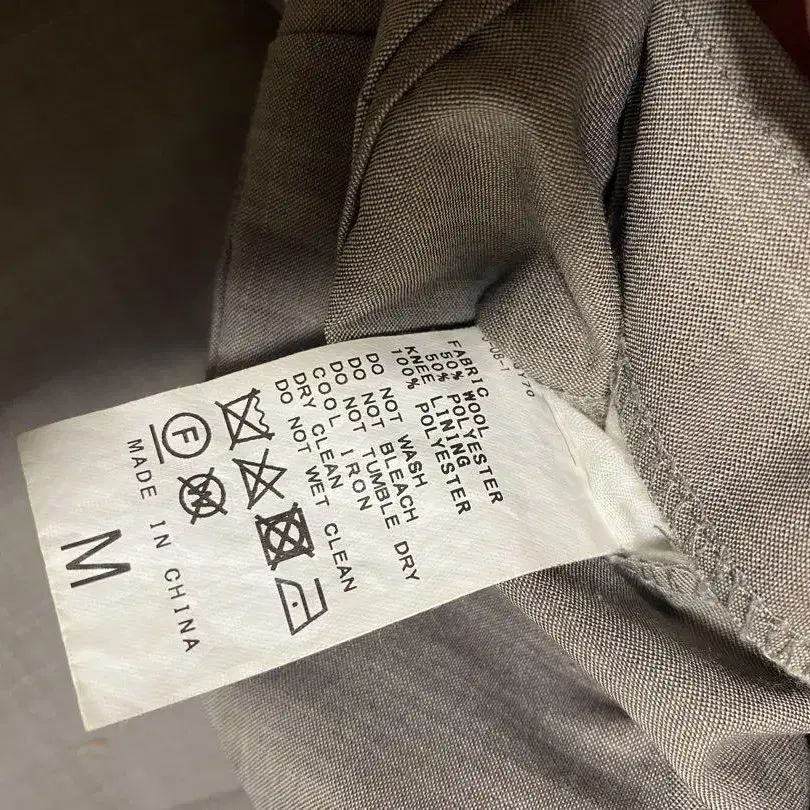 FABRIC
50% WOOL
50% POLYESTER
KNEE LINING
100% POLYESTER
DO NOT WASH
DO NOT BLEACH
DO NOT TUMBLE DRY
COOL IRON
DRY CLEAN
DO NOT WET CLEAN
F
W
MADE IN CHINA
M